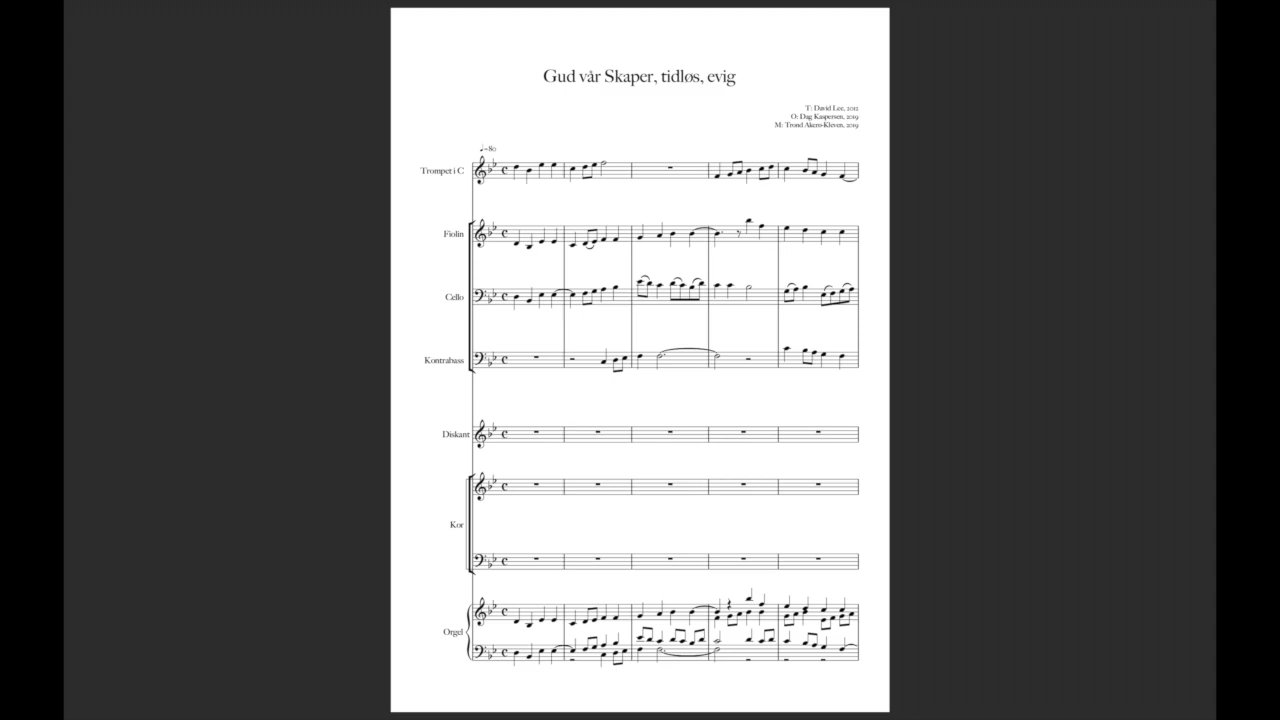 Gud vår Skaper, tidløs, evig
T: David Lee, 2012
O: Dag Kaspersen, 2019
M: Trond Akers-Kleven, 2019
♩=80
Trompet i C
Fiolin
Cello
Kontrabass
Diskant
Kor
Orgel